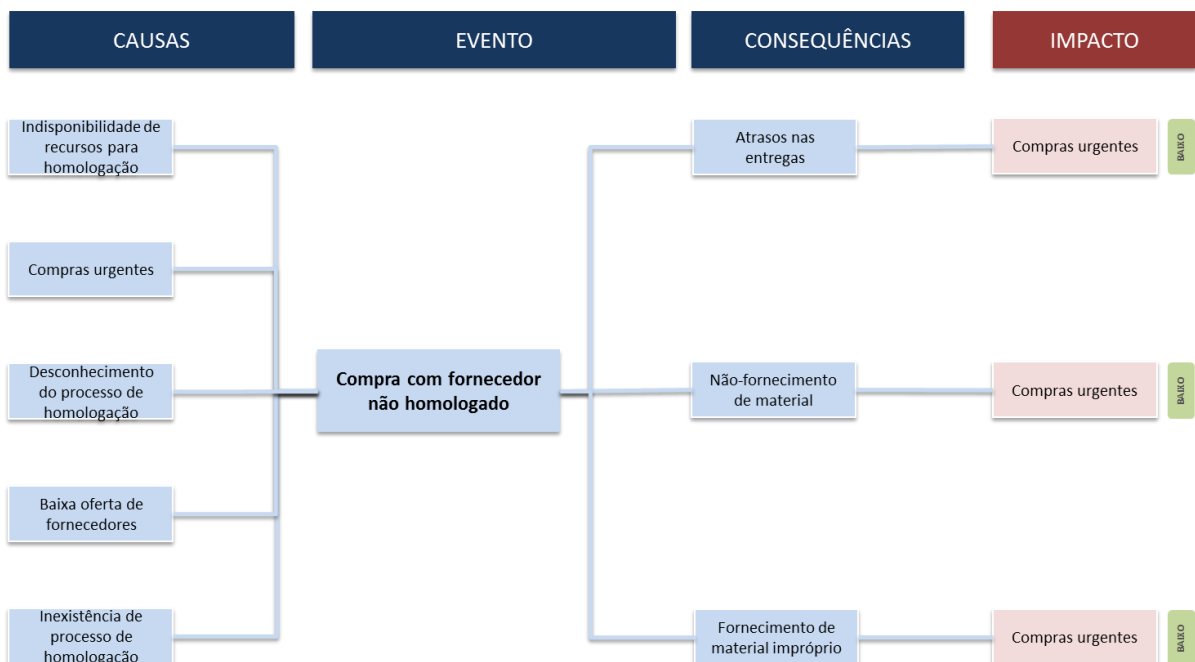 CAUSAS
EVENTO
CONSEQUÊNCIAS
IMPACTO
Indisponibilidade de
recursos para
homologação
Atrasos nas
entregas
Compras urgentes
BAIXO
Compras urgentes
Desconhecimento
do processo de
homologação
Compra com fornecedor
não homologado
Não-fornecimento
de material
Compras urgentes
BAIXO
Baixa oferta de
fornecedores
Inexistência de
processo de
homologação
Fornecimento de
material impróprio
Compras urgentes
BAIXO